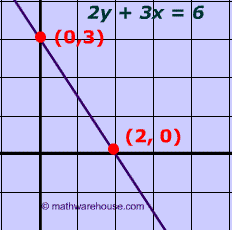 2y + 3x = 6
(0,3)
(2, 0)
© mathwarehouse.com